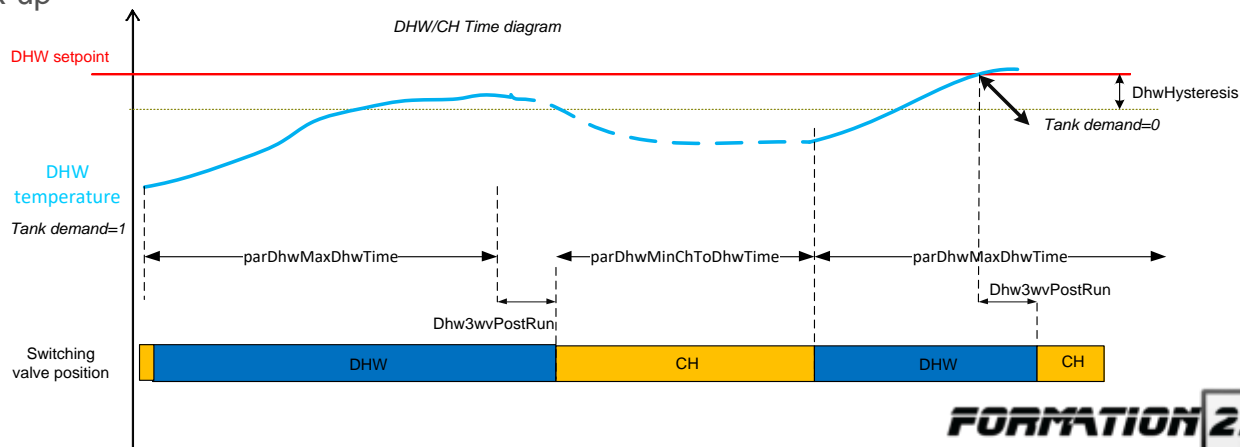 DHW/CH Time diagram
DHW setpoint
DhwHysteresis
Tank demand=0
DHW
temperature
Tank demand=1
parDhwMaxDhwTime
parDhwMinChToDhwTime
parDhwMaxDhwTime
Dhw3wvPostRun
Dhw3wvPostRun
Switching
valve position
DHW
CH
DHW
CH
FORMATION